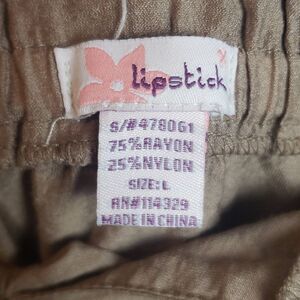 lipstick
S/#478061
75%RAYON
25%NYLON
SIZE:L
RN#114329
MADE IN CHINA